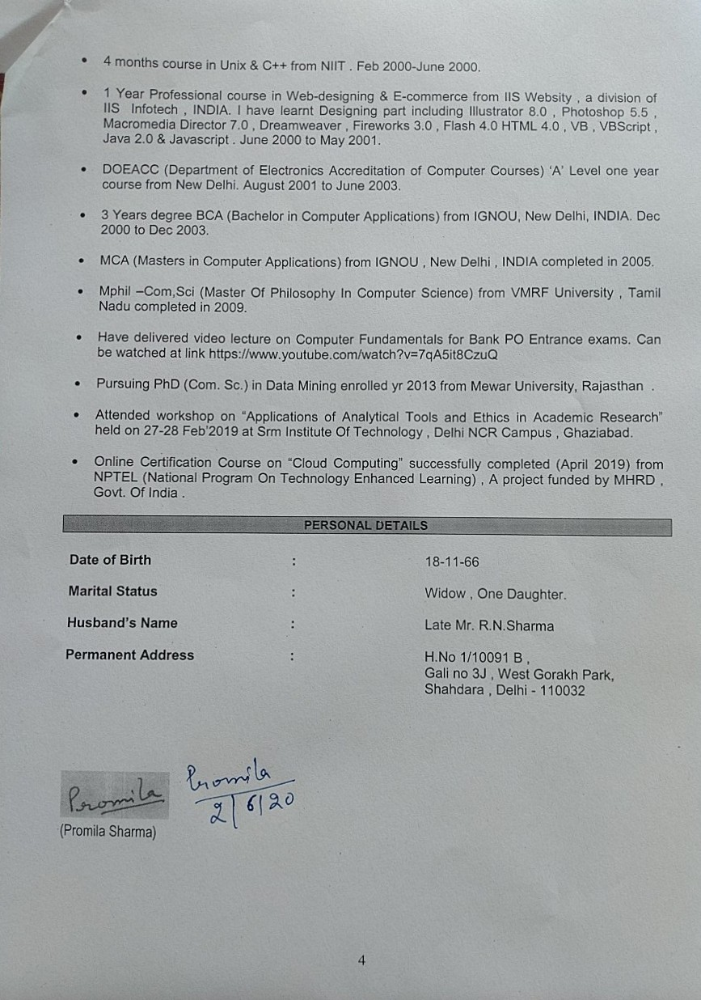 • 4 months course in Unix & C++ from NIIT . Feb 2000-June 2000.
• 1 Year Professional course in Web-designing & E-commerce from IIS Websity , a division of
IIS Infotech , INDIA. I have learnt Designing part including Illustrator 8.0 , Photoshop 5.5 ,
Macromedia Director 7.0 , Dreamweaver , Fireworks 3.0 , Flash 4.0 HTML 4.0 , VB , VBScript ,
Java 2.0 & Javascript . June 2000 to May 2001.
• DOEACC (Department of Electronics Accreditation of Computer Courses) ‘A’ Level one year
course from New Delhi. August 2001 to June 2003.
• 3 Years degree BCA (Bachelor in Computer Applications) from IGNOU, New Delhi, INDIA. Dec
2000 to Dec 2003.
• MCA (Masters in Computer Applications) from IGNOU , New Delhi , INDIA completed in 2005.
• Mphil –Com,Sci (Master Of Philosophy In Computer Science) from VMRF University , Tamil
Nadu completed in 2009.
• Have delivered video lecture on Computer Fundamentals for Bank PO Entrance exams. Can
be watched at link https://www.youtube.com/watch?v=7qA5it8CzuQ
• Pursuing PhD (Com. Sc.) in Data Mining enrolled yr 2013 from Mewar University, Rajasthan .
• Attended workshop on “Applications of Analytical Tools and Ethics in Academic Research”
held on 27-28 Feb’2019 at Srm Institute Of Technology , Delhi NCR Campus , Ghaziabad.
• Online Certification Course on “Cloud Computing” successfully completed (April 2019) from
NPTEL (National Program On Technology Enhanced Learning) , A project funded by MHRD ,
Govt. Of India .
PERSONAL DETAILS
Date of Birth : 18-11-66
Marital Status : Widow , One Daughter.
Husband’s Name : Late Mr. R.N.Sharma
Permanent Address : H.No 1/10091 B ,
Gali no 3J , West Gorakh Park,
Shahdara , Delhi - 110032
Promila Promila
2/6/20
(Promila Sharma)
4